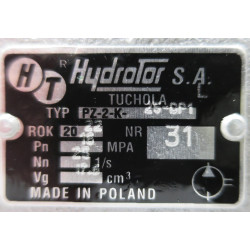 HT R Hydrotor S.A.
TUCHOLA
TYP PZ-2-K-
ROK 20 NR 31
Pn MPA
Nn 1/s
Vg cm³
MADE IN POLAND